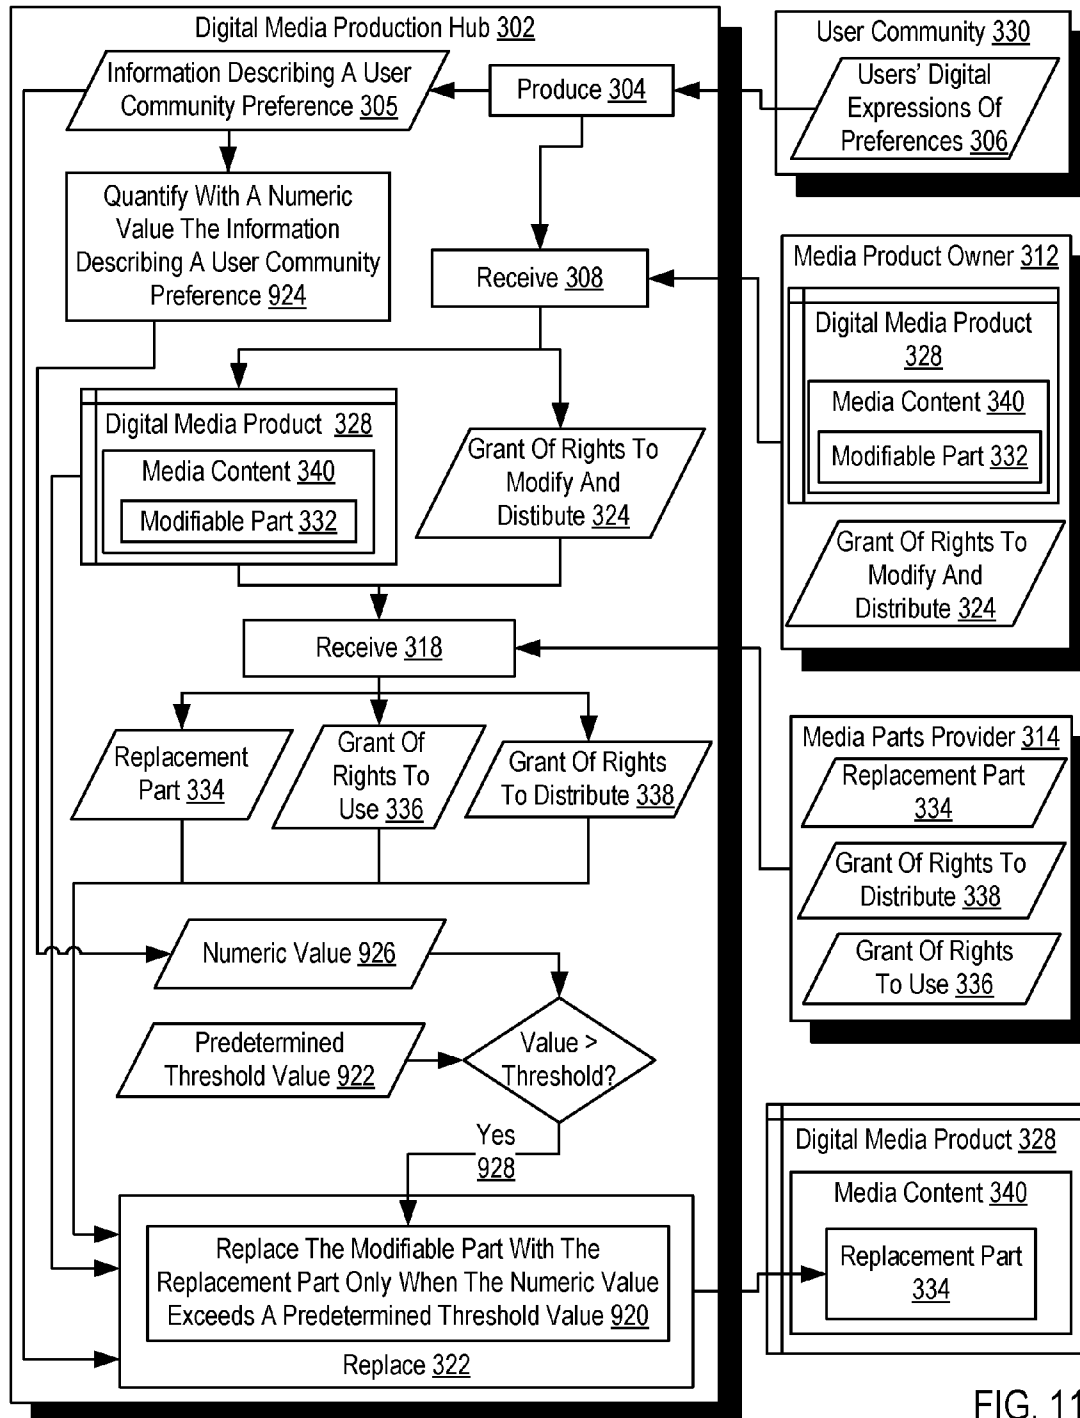 Digital Media Production Hub 302
Information Describing A User
Community Preference 305
Produce 304
User Community 330
Users' Digital
Expressions Of
Preferences 306
Quantify With A Numeric
Value The Information
Describing A User Community
Preference 924
Receive 308
Media Product Owner 312
Digital Media Product
328
Media Content 340
Modifiable Part 332
Grant Of Rights To
Modify And
Distribute 324
Digital Media Product 328
Media Content 340
Modifiable Part 332
Grant Of Rights To
Modify And
Distibute 324
Receive 318
Replacement
Part 334
Grant Of
Rights To
Use 336
Grant Of Rights
To Distribute 338
Media Parts Provider 314
Replacement Part
334
Grant Of Rights To
Distribute 338
Grant Of Rights
To Use 336
Numeric Value 926
Predetermined
Threshold Value 922
Value >
Threshold?
Yes
928
Replace The Modifiable Part With The
Replacement Part Only When The Numeric Value
Exceeds A Predetermined Threshold Value 920
Replace 322
Digital Media Product 328
Media Content 340
Replacement Part
334
FIG. 11